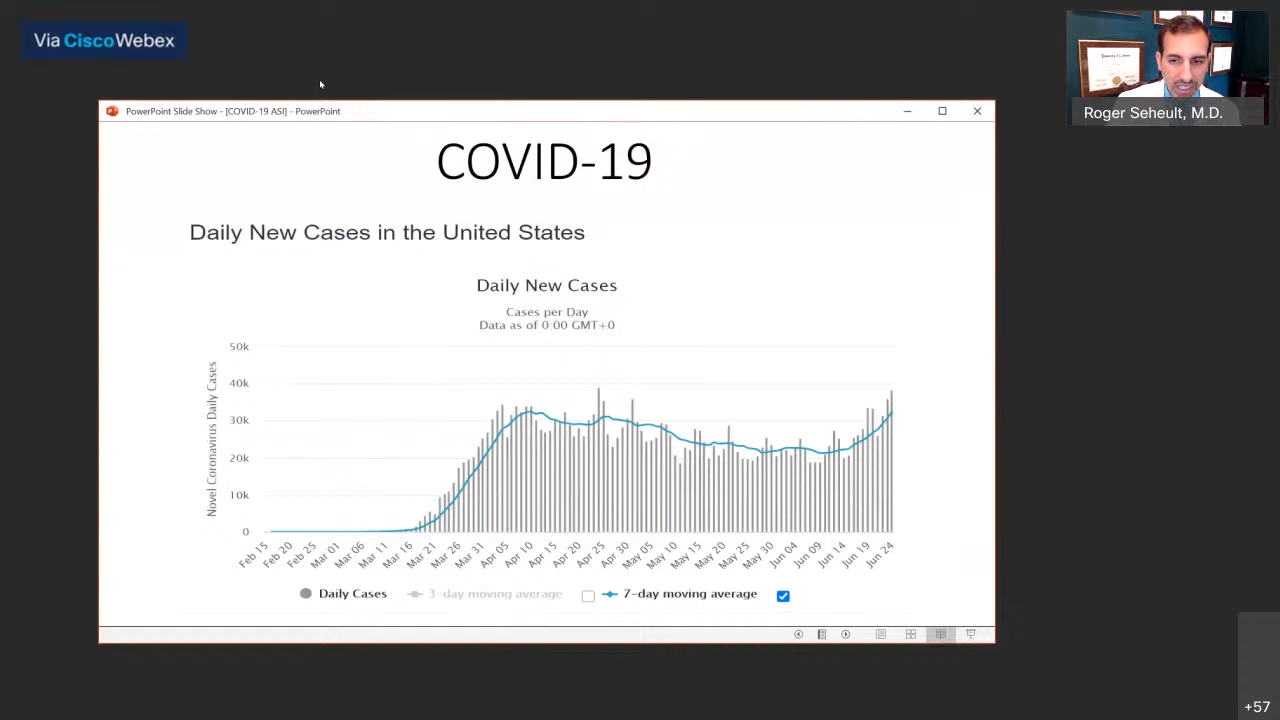 Via Cisco Webex
Roger Seheult, M.D.
PowerPoint Slide Show - [COVID-19 ASI] - PowerPoint
COVID-19
Daily New Cases in the United States
Daily New Cases
Cases per Day
Data as of 0:00 GMT+0
Novel Coronavirus Daily Cases
50k
40k
30k
20k
10k
0
Feb 15
Feb 20
Feb 25
Mar 01
Mar 06
Mar 11
Mar 16
Mar 21
Mar 26
Mar 31
Apr 05
Apr 10
Apr 15
Apr 20
Apr 25
Apr 30
May 05
May 10
May 15
May 20
May 25
May 30
Jun 04
Jun 09
Jun 14
Jun 19
Jun 24
Daily Cases
3-day moving average
7-day moving average
+57